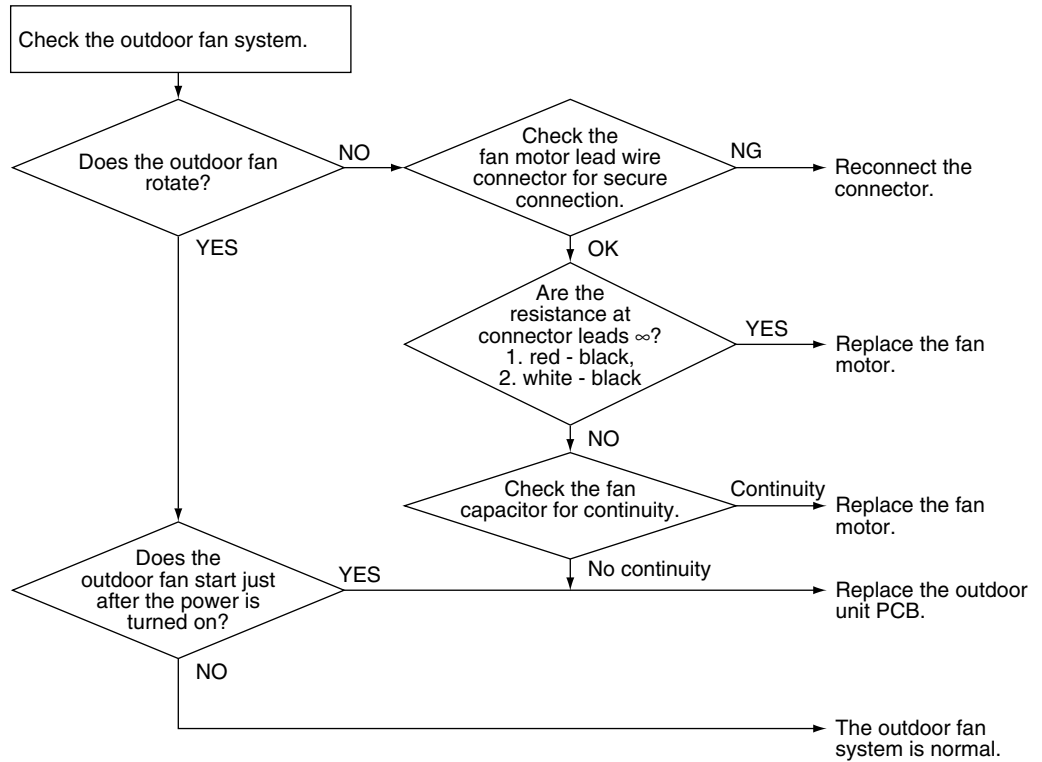 Check the outdoor fan system.
Does the outdoor fan
rotate?
NO
YES
Check the
fan motor lead wire
connector for secure
connection.
NG
Reconnect the
connector.
OK
Are the
resistance at
connector leads ∞?
1. red - black,
2. white - black
YES
Replace the fan
motor.
NO
Check the fan
capacitor for continuity.
Continuity
Replace the fan
motor.
No continuity
Does the
outdoor fan start just
after the power is
turned on?
YES
Replace the outdoor
unit PCB.
NO
The outdoor fan
system is normal.